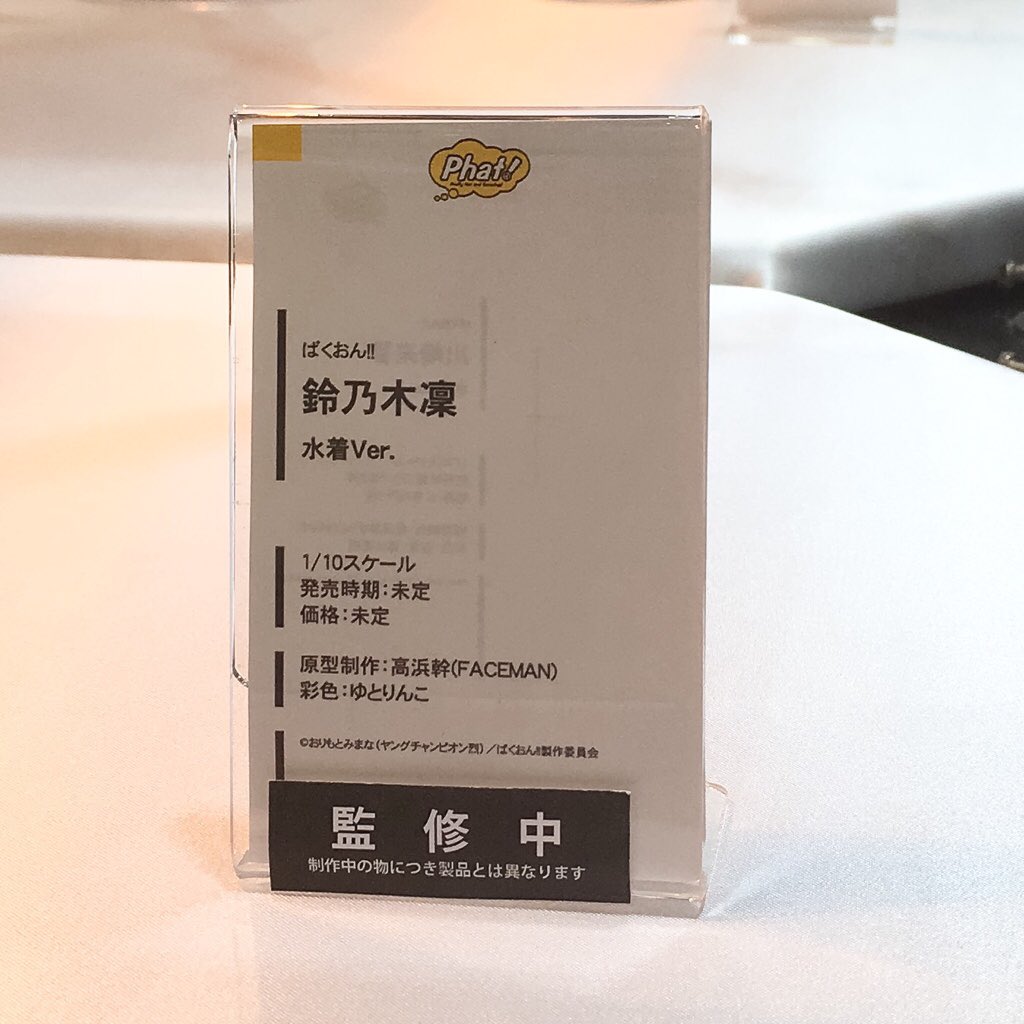 Phat!
ばくおん!!
鈴乃木凜
水着Ver.
1/10スケール
発売時期:未定
価格:未定
原型制作:高浜幹(FACEMAN)
彩色:ゆとりんこ
©おりもとみまな(ヤングチャンピオン烈)/ばくおん!!製作委員会
監修中
制作中の物につき製品とは異なります